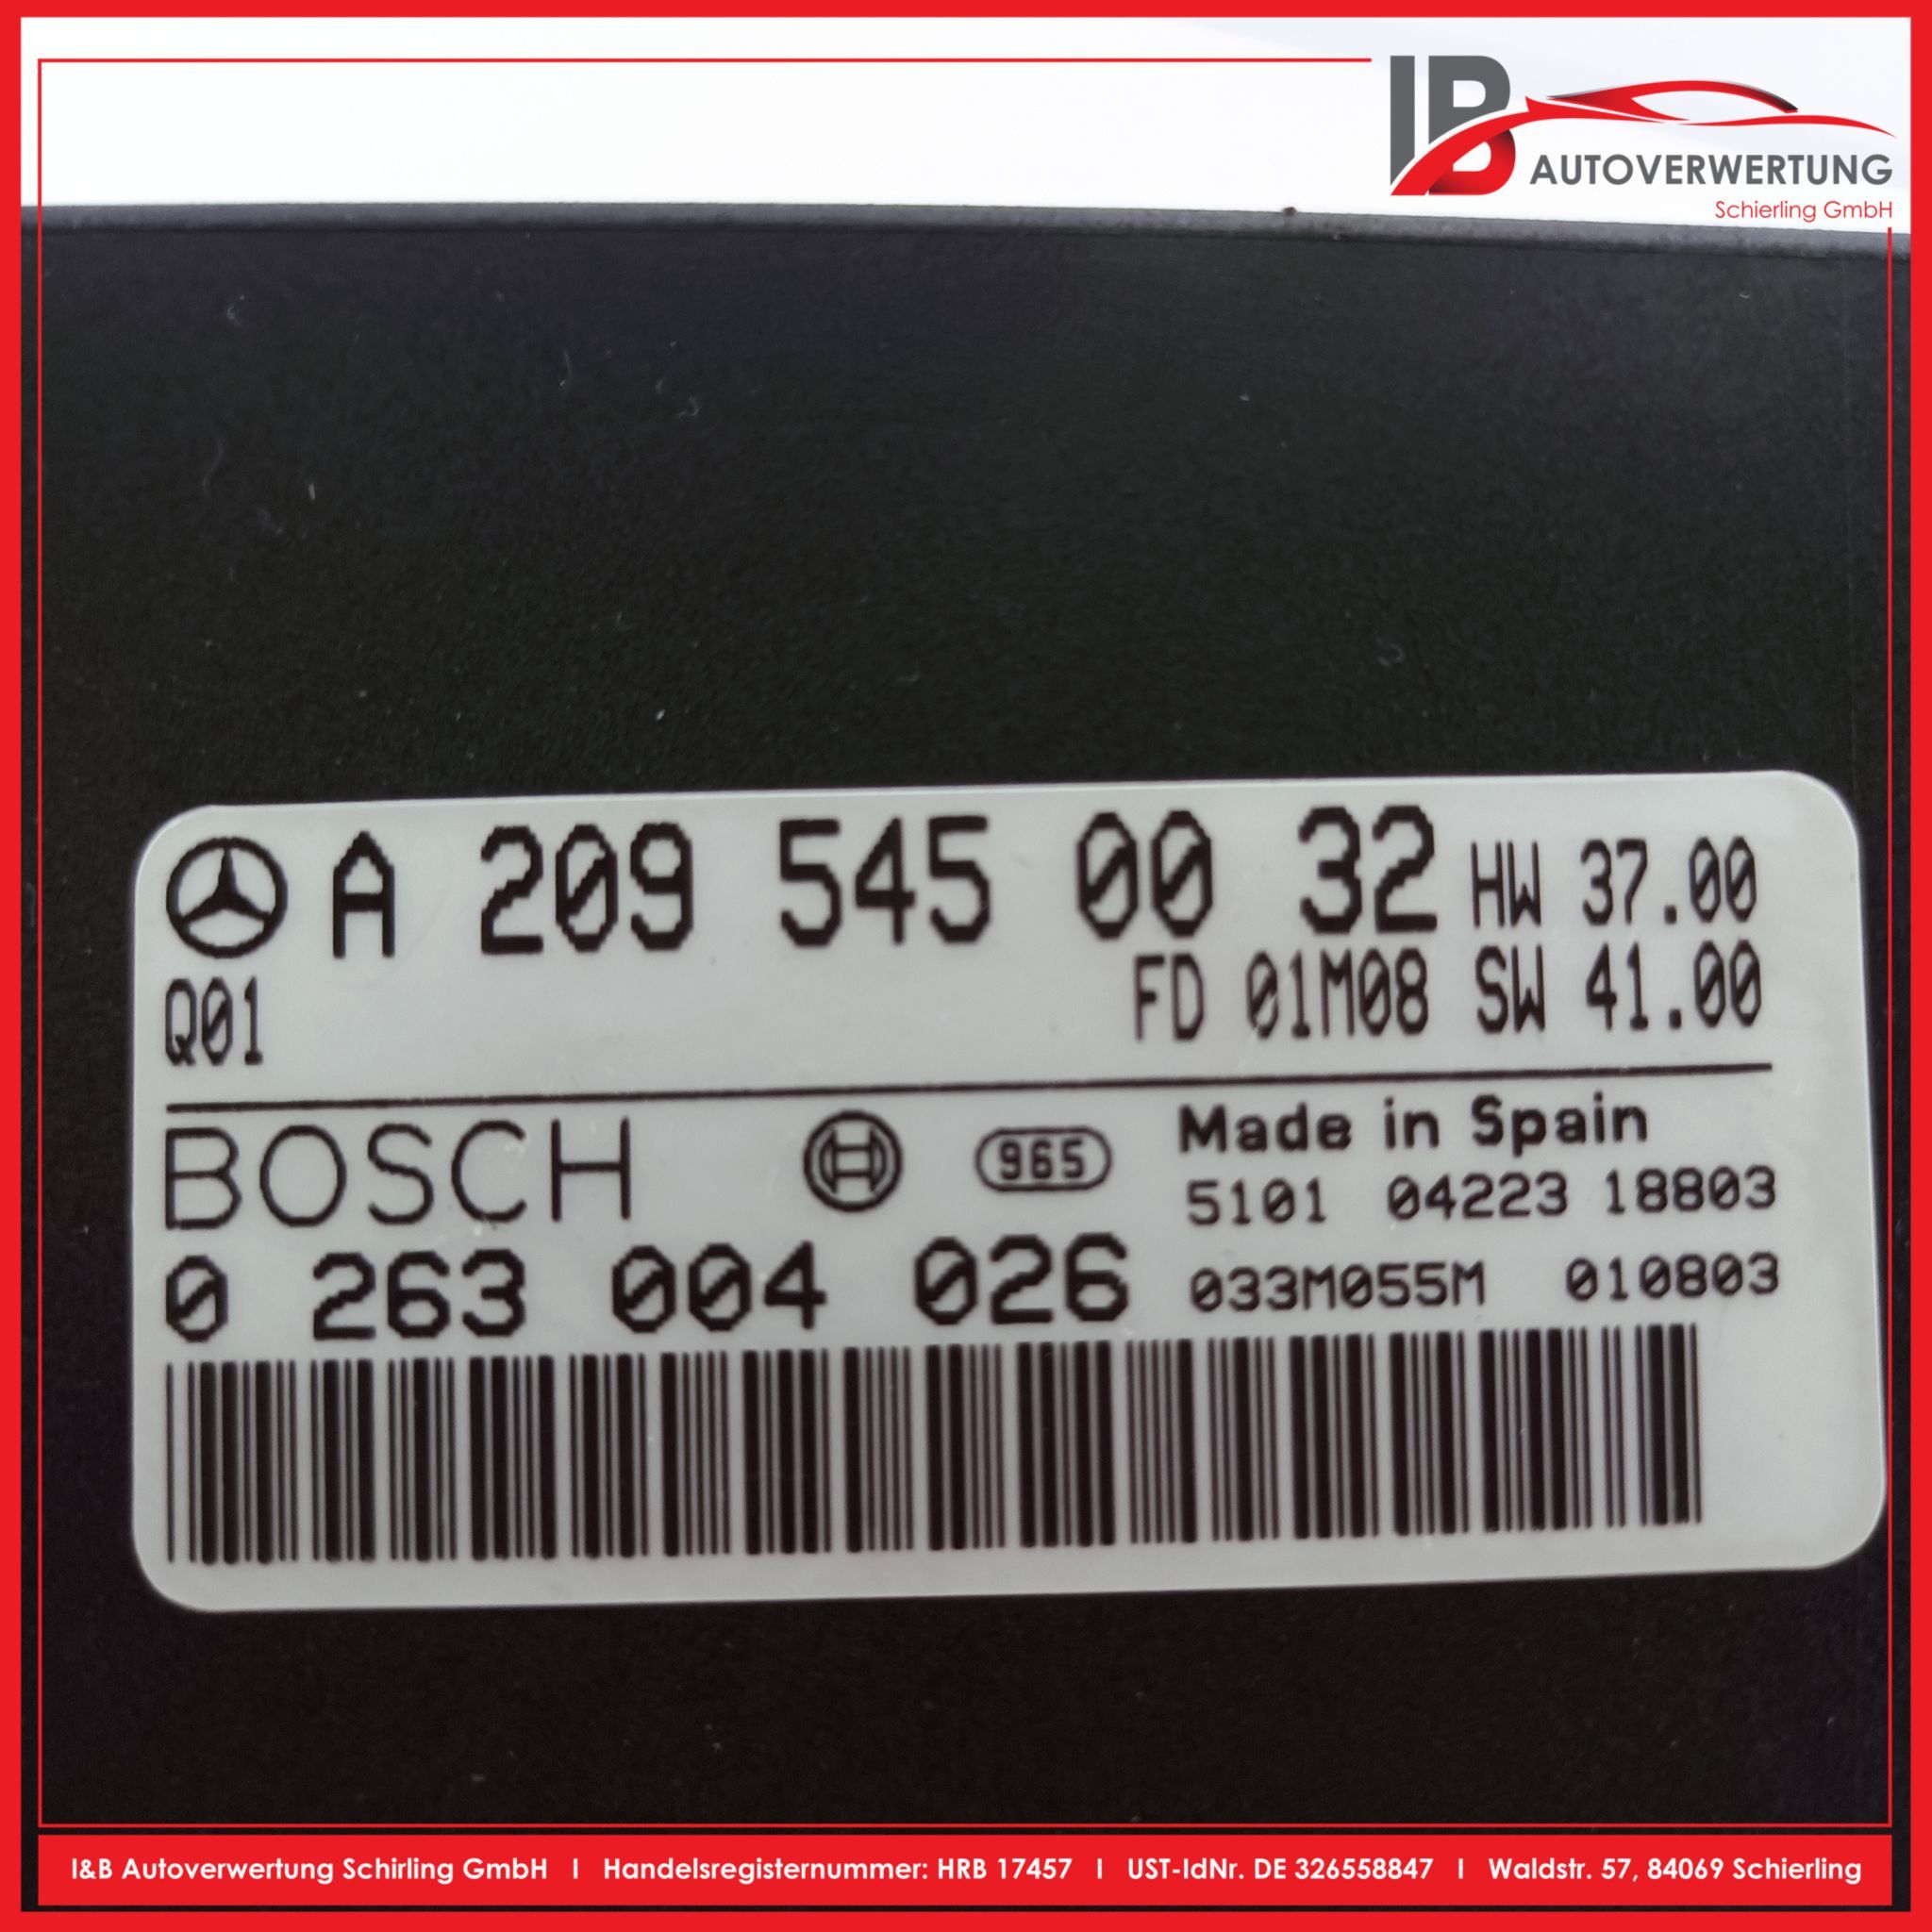 IB
AUTOVERWERTUNG
Schierling GmbH
A 209 545 00 32 HW 37.00
Q01 FD 01M08 SW 41.00
BOSCH 965 Made in Spain
5101 04223 18803
0 263 004 026 033M055M 010803
I&B Autoverwertung Schirling GmbH I Handelsregisternummer: HRB 17457 I UST-IdNr. DE 326558847 I Waldstr. 57, 84069 Schierling